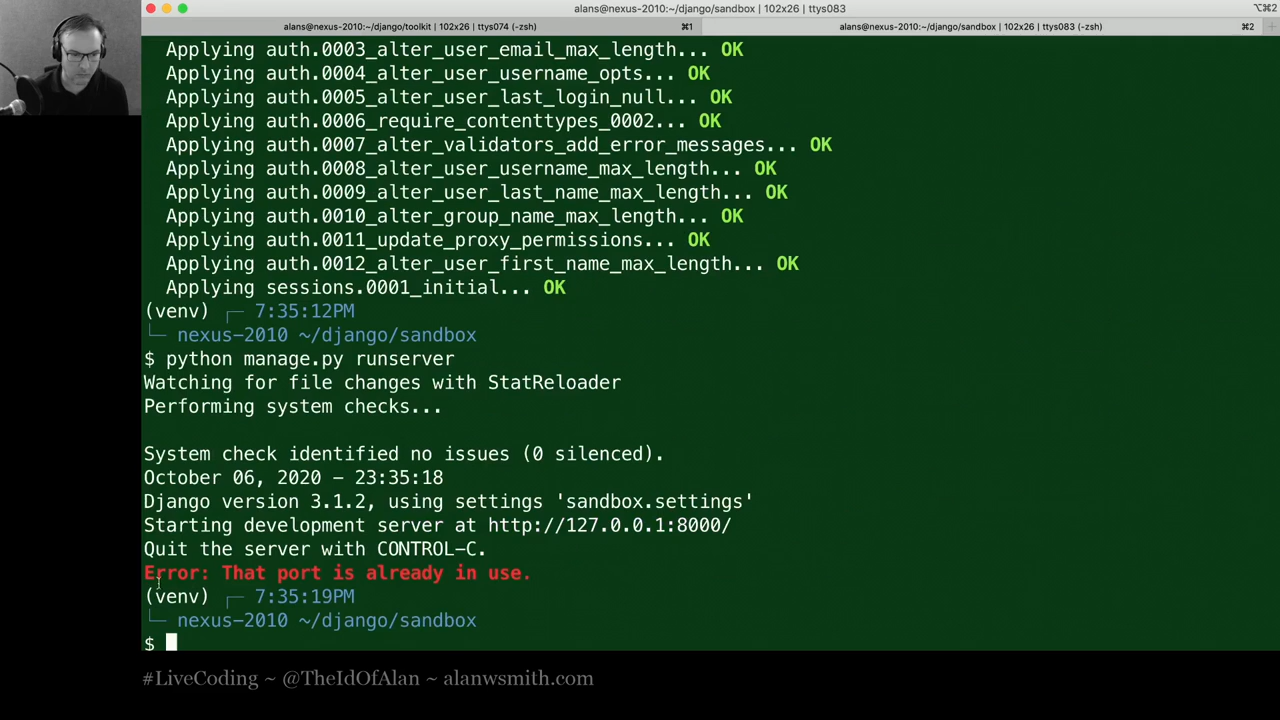 alans@nexus-2010:~/django/sandbox | 102x26 | ttys083
⌥⌘2
alans@nexus-2010:~/django/toolkit | 102x26 | ttys074 (-zsh)
⌘1
alans@nexus-2010:~/django/sandbox | 102x26 | ttys083 (-zsh)
⌘2
Applying auth.0003_alter_user_email_max_length... OK
Applying auth.0004_alter_user_username_opts... OK
Applying auth.0005_alter_user_last_login_null... OK
Applying auth.0006_require_contenttypes_0002... OK
Applying auth.0007_alter_validators_add_error_messages... OK
Applying auth.0008_alter_user_username_max_length... OK
Applying auth.0009_alter_user_last_name_max_length... OK
Applying auth.0010_alter_group_name_max_length... OK
Applying auth.0011_update_proxy_permissions... OK
Applying auth.0012_alter_user_first_name_max_length... OK
Applying sessions.0001_initial... OK
(venv) ┌─ 7:35:12PM
└─ nexus-2010 ~/django/sandbox
$ python manage.py runserver
Watching for file changes with StatReloader
Performing system checks...
System check identified no issues (0 silenced).
October 06, 2020 - 23:35:18
Django version 3.1.2, using settings 'sandbox.settings'
Starting development server at http://127.0.0.1:8000/
Quit the server with CONTROL-C.
Error: That port is already in use.
(venv) ┌─ 7:35:19PM
└─ nexus-2010 ~/django/sandbox
$
#LiveCoding ~ @TheIdOfAlan ~ alanwsmith.com